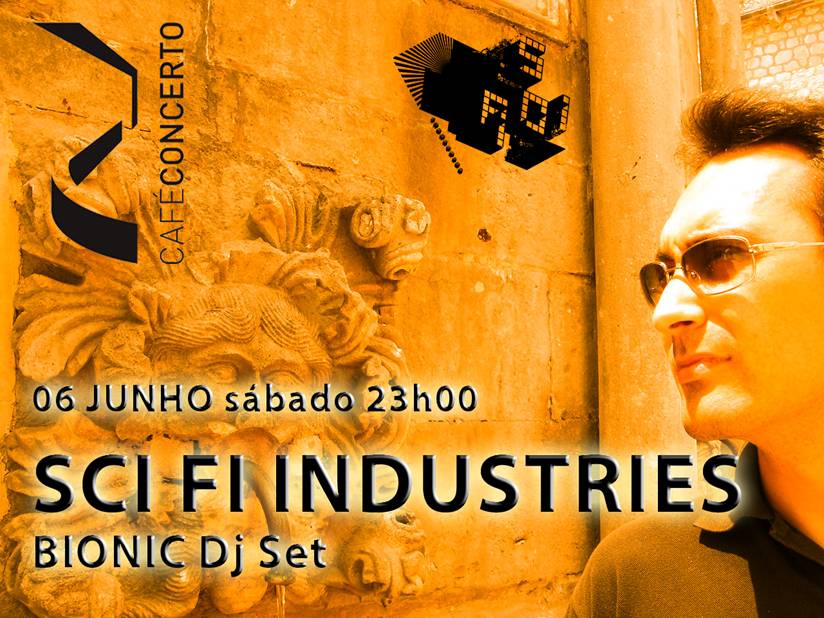 CAFÉCONCERTO
06 JUNHO sábado 23h00
SCI FI INDUSTRIES
BIONIC Dj Set